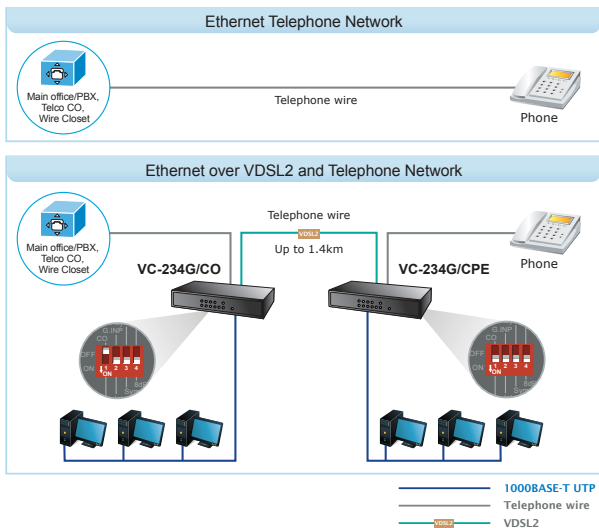 Ethernet Telephone Network
Main office/PBX,
Telco CO,
Wire Closet
Telephone wire
Phone
Ethernet over VDSL2 and Telephone Network
Telephone wire
VDSL2
Up to 1.4km
Main office/PBX,
Telco CO,
Wire Closet
Phone
VC-234G/CO
VC-234G/CPE
G.INP
CO
OFF
ON
1 2 3 4
ON
8dB
G.INP
CO
OFF
ON
1 2 3 4
ON
8dB
1000BASE-T UTP
Telephone wire
VDSL2
VDSL2